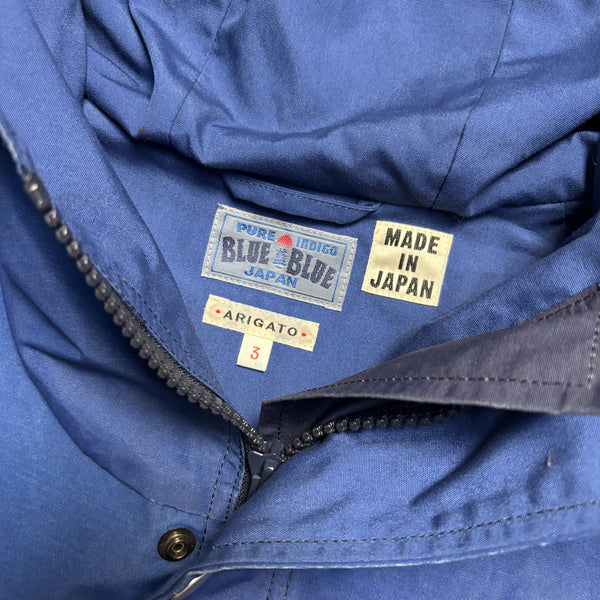 PURE INDIGO
BLUE BLUE
JAPAN
MADE
IN
JAPAN
• ARIGATO •
3